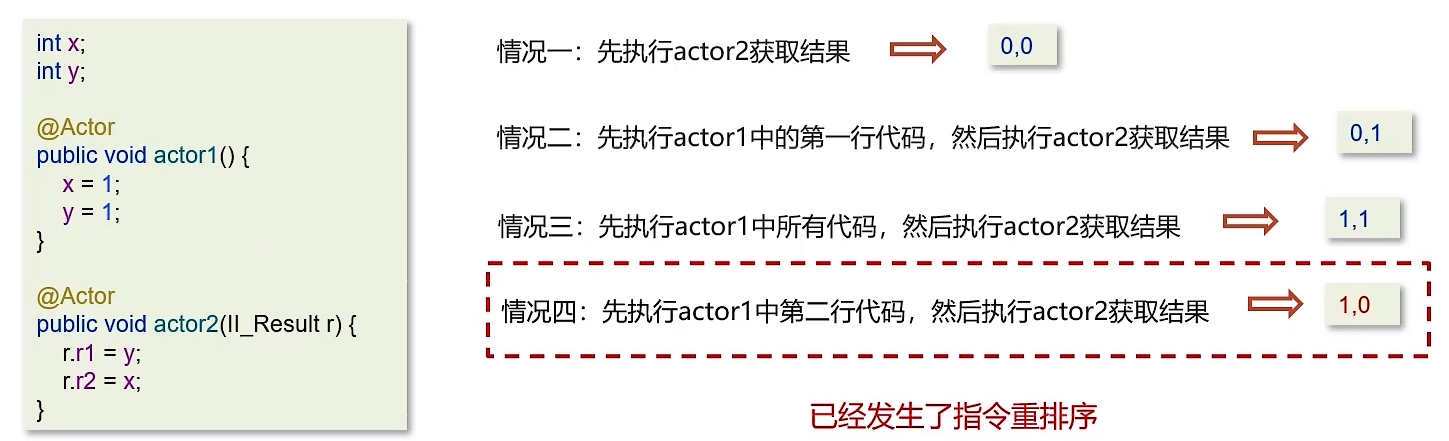 int x;
int y;
@Actor
public void actor1() {
x = 1;
y = 1;
}
@Actor
public void actor2(II_Result r) {
r.r1 = y;
r.r2 = x;
}
情况一：先执行actor2获取结果
0,0
情况二：先执行actor1中的第一行代码，然后执行actor2获取结果
0,1
情况三：先执行actor1中所有代码，然后执行actor2获取结果
1,1
情况四：先执行actor1中第二行代码，然后执行actor2获取结果
1,0
已经发生了指令重排序